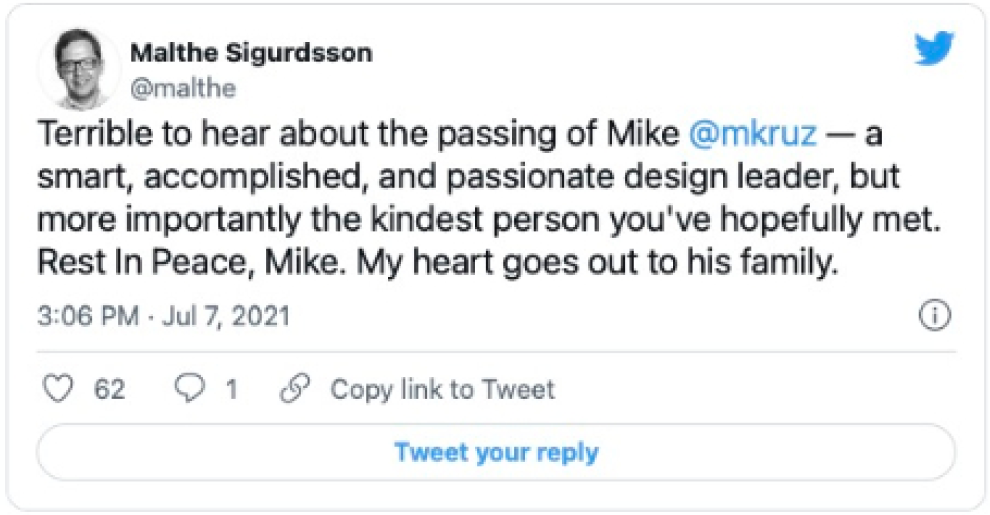 Malthe Sigurdsson
@malthe
Terrible to hear about the passing of Mike @mkruz — a
smart, accomplished, and passionate design leader, but
more importantly the kindest person you've hopefully met.
Rest In Peace, Mike. My heart goes out to his family.
3:06 PM · Jul 7, 2021
62 1 Copy link to Tweet
Tweet your reply